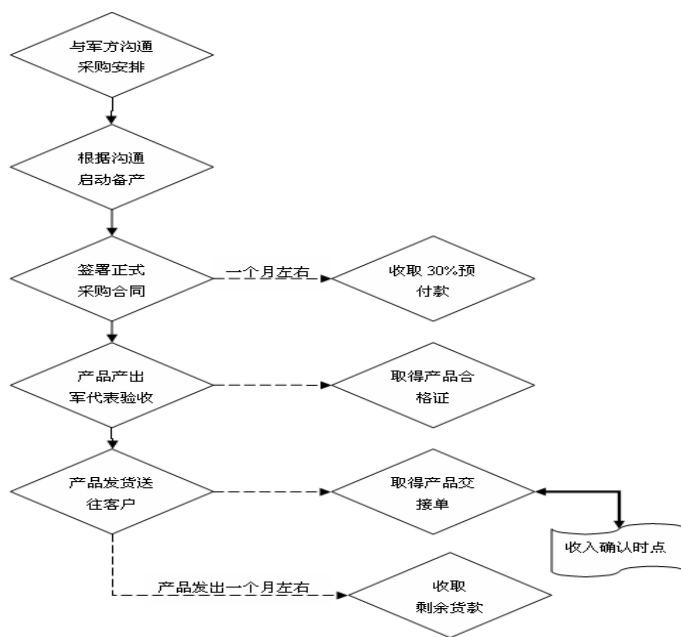 与军方沟通
采购安排
根据沟通
启动备产
签署正式
采购合同
一个月左右
收取 30%预
付款
产品产出
军代表验收
取得产品合
格证
产品发货送
往客户
取得产品交
接单
收入确认时点
产品发出一个月左右
收取
剩余货款